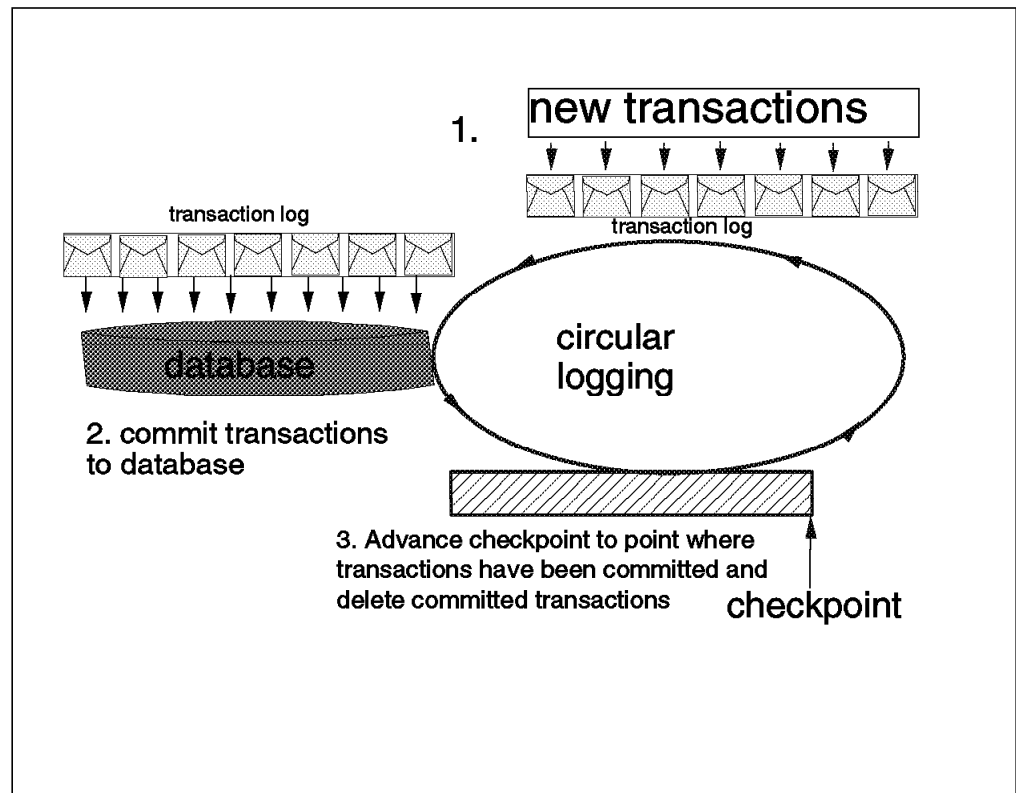 1.
new transactions
transaction log
transaction log
database
circular
logging
2. commit transactions
to database
3. Advance checkpoint to point where
transactions have been committed and
delete committed transactions
checkpoint